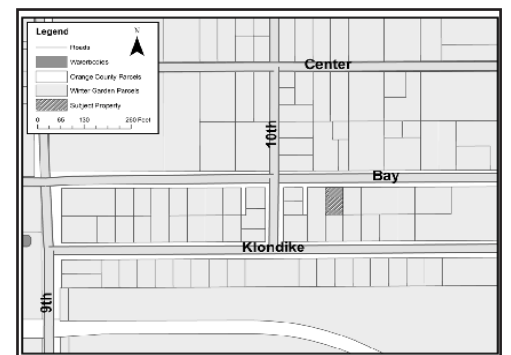 Legend
N
Roads
Waterbodies
Orange County Parcels
Winter Garden Parcels
Subject Property
0 65 130 260 Feet
Center
10th
Bay
Klondike
9th